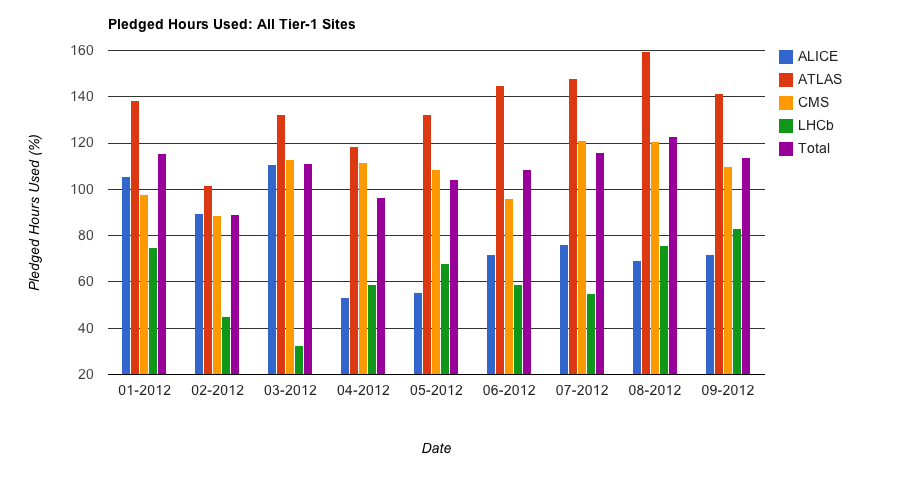 Pledged Hours Used: All Tier-1 Sites
160
140
120
100
80
60
40
20
Pledged Hours Used (%)
01-2012 02-2012 03-2012 04-2012 05-2012 06-2012 07-2012 08-2012 09-2012
Date
ALICE
ATLAS
CMS
LHCb
Total